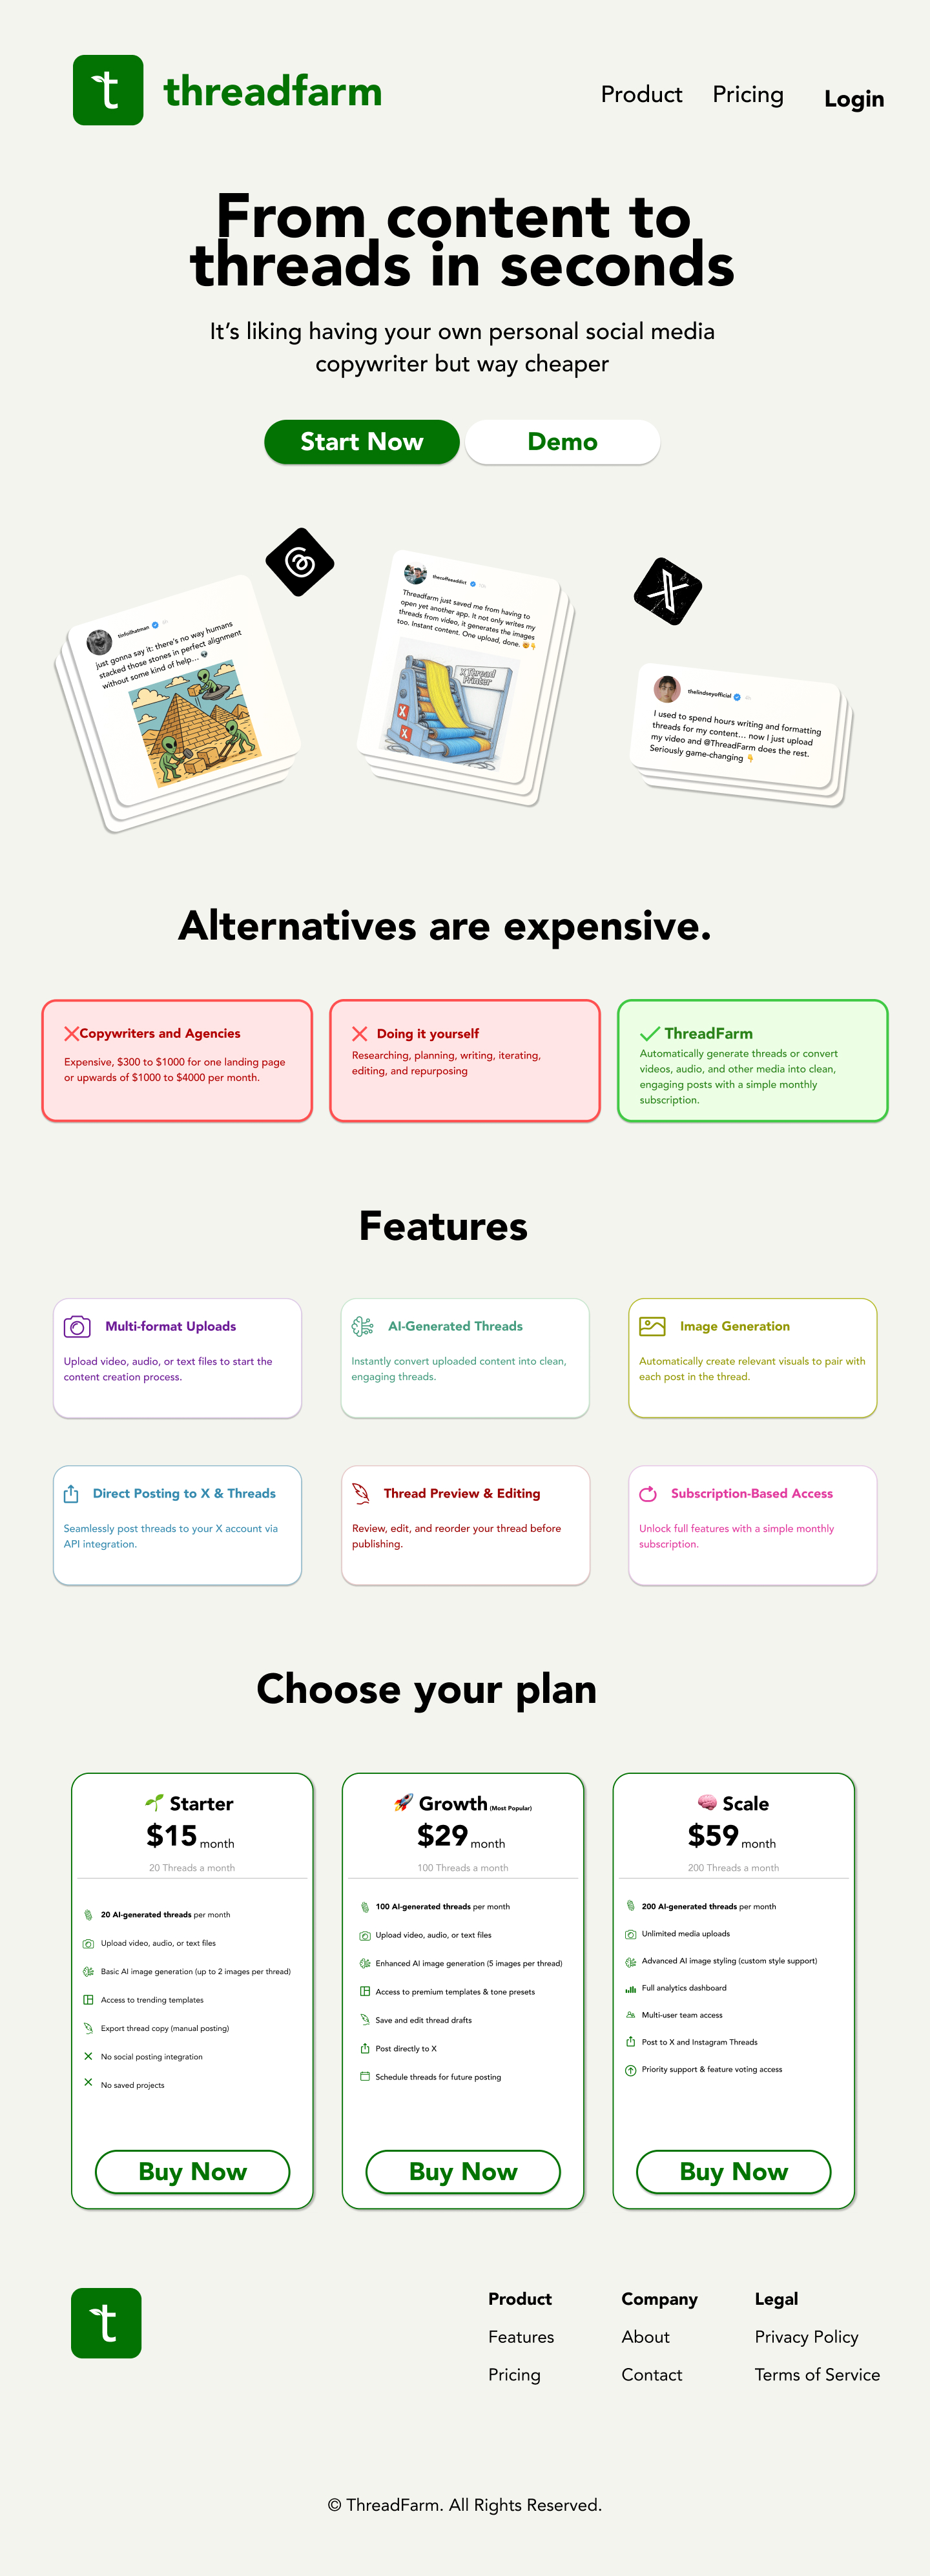 t threadfarm
Product Pricing Login
From content to
threads in seconds
It’s liking having your own personal social media
copywriter but way cheaper
Start Now Demo
tinfoilhatman
just gonna say it: there's no way humans
stacked those stones in perfect alignment
without some kind of help... 👽
thecoffeeaddict
Threadfarm just saved me from having to
open yet another app. It not only writes my
threads from video, it generates the images
too. Instant content. One upload, done. 🤯👇
X Thread
Printer
X
X
X
thelindseyofficial
I used to spend hours writing and formatting
threads for my content... now I just upload
my video and @ThreadFarm does the rest.
Seriously game-changing 👇
Alternatives are expensive.
Copywriters and Agencies
Expensive, $300 to $1000 for one landing page
or upwards of $1000 to $4000 per month.
Doing it yourself
Researching, planning, writing, iterating,
editing, and repurposing
ThreadFarm
Automatically generate threads or convert
videos, audio, and other media into clean,
engaging posts with a simple monthly
subscription.
Features
Multi-format Uploads
Upload video, audio, or text files to start the
content creation process.
AI-Generated Threads
Instantly convert uploaded content into clean,
engaging threads.
Image Generation
Automatically create relevant visuals to pair with
each post in the thread.
Direct Posting to X & Threads
Seamlessly post threads to your X account via
API integration.
Thread Preview & Editing
Review, edit, and reorder your thread before
publishing.
Subscription-Based Access
Unlock full features with a simple monthly
subscription.
Choose your plan
🌱 Starter
$15 month
20 Threads a month
20 AI-generated threads per month
Upload video, audio, or text files
Basic AI image generation (up to 2 images per thread)
Access to trending templates
Export thread copy (manual posting)
No social posting integration
No saved projects
Buy Now
🚀 Growth (Most Popular)
$29 month
100 Threads a month
100 AI-generated threads per month
Upload video, audio, or text files
Enhanced AI image generation (5 images per thread)
Access to premium templates & tone presets
Save and edit thread drafts
Post directly to X
Schedule threads for future posting
Buy Now
🧠 Scale
$59 month
200 Threads a month
200 AI-generated threads per month
Unlimited media uploads
Advanced AI image styling (custom style support)
Full analytics dashboard
Multi-user team access
Post to X and Instagram Threads
Priority support & feature voting access
Buy Now
t
Product
Features
Pricing
Company
About
Contact
Legal
Privacy Policy
Terms of Service
© ThreadFarm. All Rights Reserved.